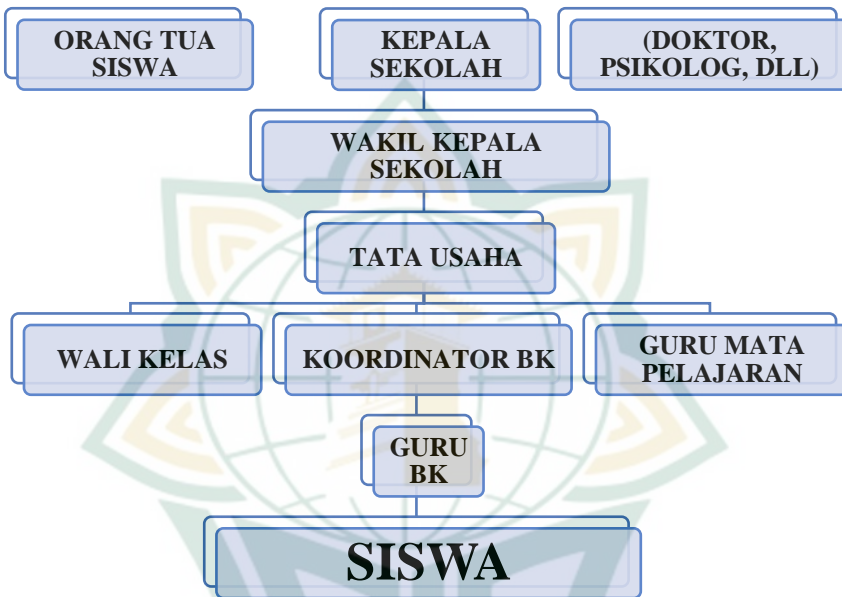 ORANG TUA
SISWA
KEPALA
SEKOLAH
(DOKTOR,
PSIKOLOG, DLL)
WAKIL KEPALA
SEKOLAH
TATA USAHA
WALI KELAS
KOORDINATOR BK
GURU MATA
PELAJARAN
GURU
BK
SISWA